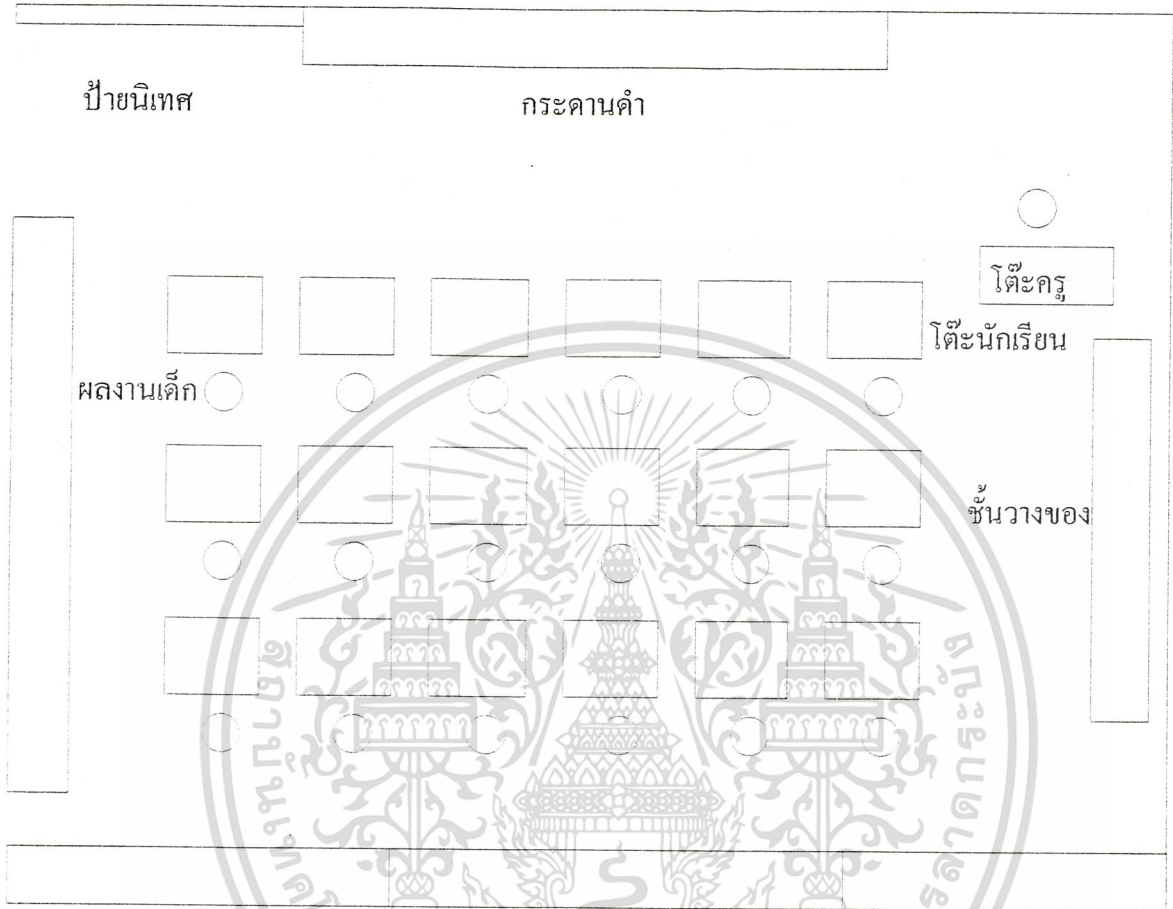 ป้ายนิเทศ
กระดานดำ
โต๊ะครู
โต๊ะนักเรียน
ผลงานเด็ก
ชั้นวางของ